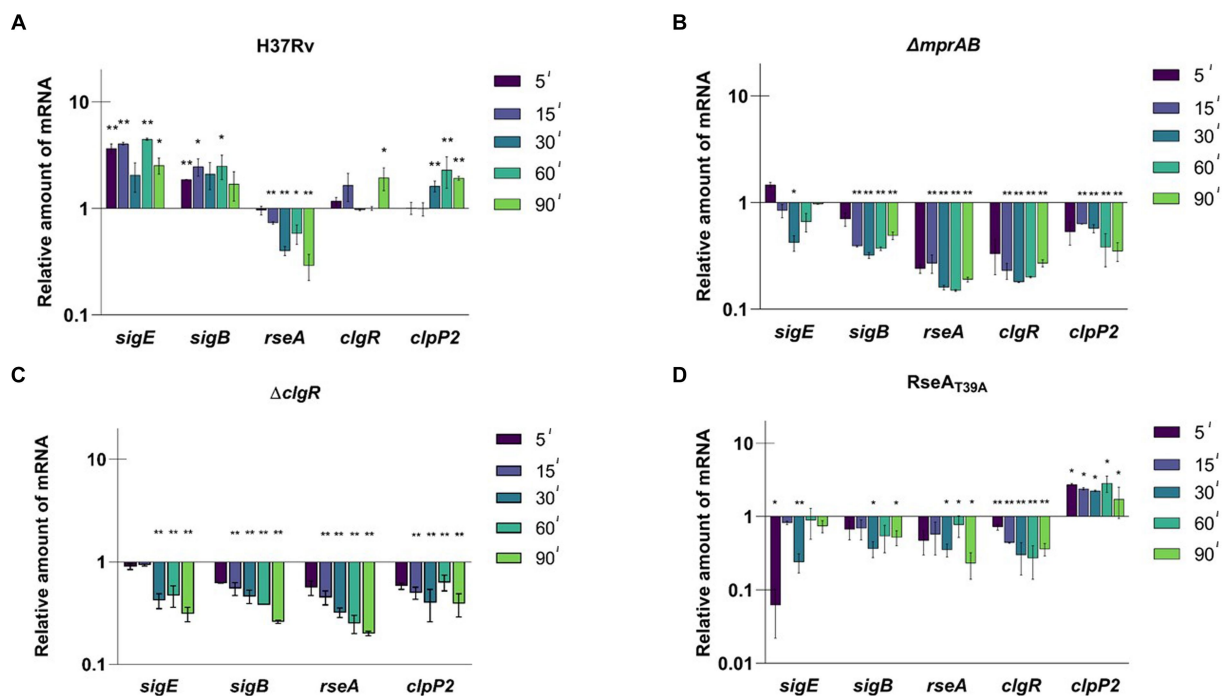 A
H37Rv
Relative amount of mRNA
10
1
0.1
** ** ** *
** * *
** ** * **
*
** ** **
sigE sigB rseA clgR clpP2
5′
15′
30′
60′
90′
B
ΔmprAB
Relative amount of mRNA
10
1
0.1
*
** ** ** **
** ** ** **
** ** ** **
** ** ** **
sigE sigB rseA clgR clpP2
5′
15′
30′
60′
90′
C
ΔclgR
Relative amount of mRNA
10
1
0.1
** ** **
** ** ** **
** ** ** **
** ** ** **
sigE sigB rseA clpP2
5′
15′
30′
60′
90′
D
RseAT39A
Relative amount of mRNA
10
1
0.1
0.01
* **
* *
* * *
** ** ** ** **
* * * * *
sigE sigB rseA clgR clpP2
5′
15′
30′
60′
90′